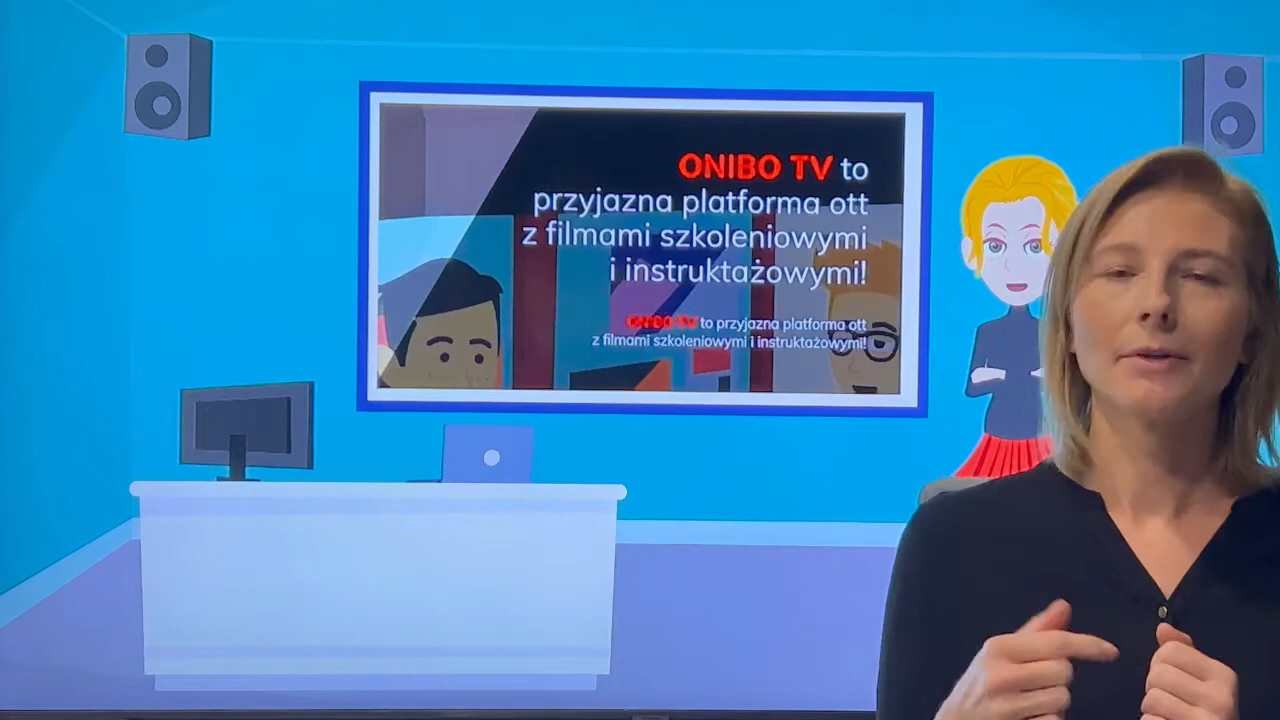 ONIBO TV to
przyjazna platforma ott
z filmami szkoleniowymi
i instruktażowymi!
ONIBO TV to przyjazna platforma ott
z filmami szkoleniowymi i instruktażowymi!